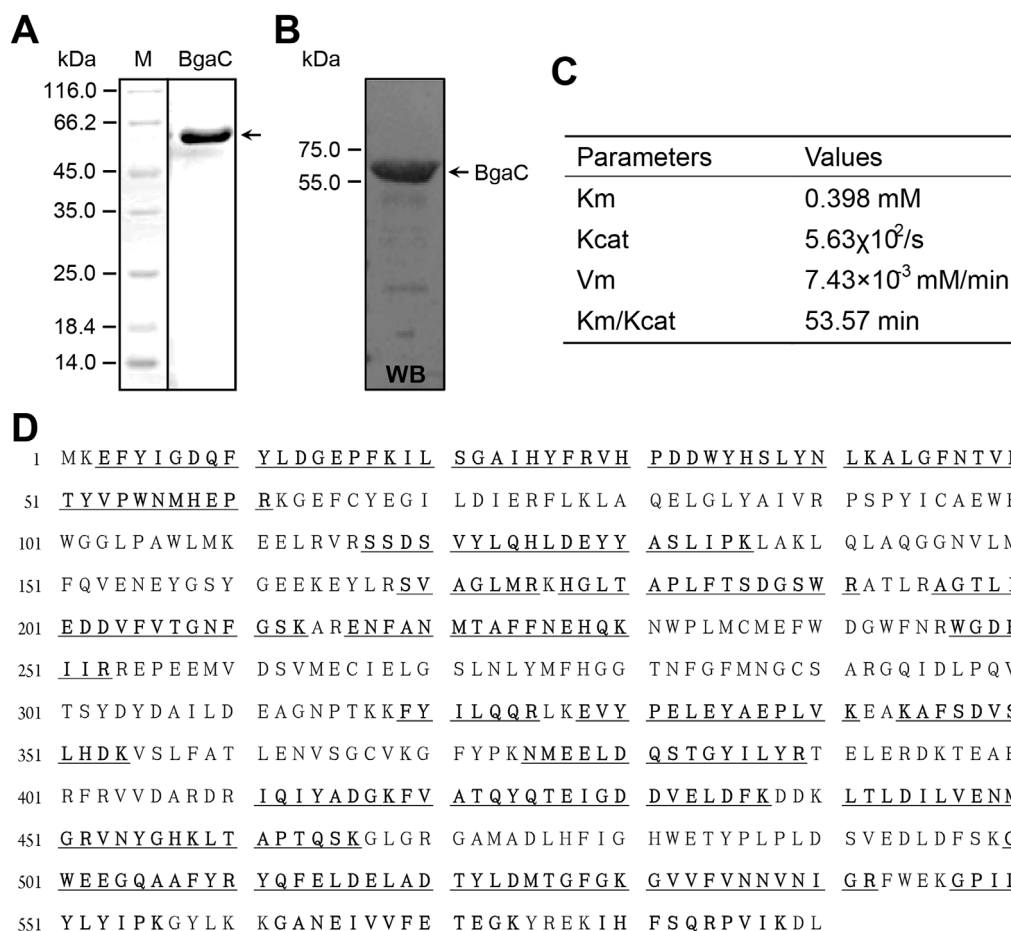 A
B
C
kDa M BgaC
116.0
66.2
45.0
35.0
25.0
18.4
14.0
kDa
75.0
55.0
BgaC
WB
Parameters Values
Km 0.398 mM
Kcat 5.63χ10²/s
Vm 7.43×10⁻³ mM/min
Km/Kcat 53.57 min
D
1 MKEFYIGDQF YLDGEPFKIL SGAIHYFRVH PDDWYHSLYN LKALGFNTV
51 TYVPWNMHEP RKGEFCYEGI LDIERFLKLA QELGLYAIVR PSPYICAEW
101 WGGLPAWLMK EELRVRSSDS VYLQHLDEYY ASLIPKLAKL QLAQGGNVL
151 FQVENEYGSY GEEKEYLRSV AGLMRKHGLT APLFTSDGSW RATLRAGTL
201 EDDVFVTGNF GSKARENFAN MTAFFNEHQK NWPLMCMEFW DGWFNRWGD
251 IIRREPEEMV DSVMECIELG SLNLYMFHGG TNFGFMNGCS ARGQIDLPQ
301 TSYDYDAILD EAGNPTKKFY ILQQRLKEVY PELEYAEPLV KEAKAFSDV
351 LHDKVSLFAT LENVSGCVKG FYPKNMEELD QSTGYILYRT ELERDKTEA
401 RFRVVDARDR IQIYADGKFV ATQYQTEIGD DVELDFKDDK LTLDILVEN
451 GRVNYGHKLT APTQSKGLGR GAMADLHFIG HWETYPLPLD SVEDLDFSK
501 WEEGQAAFYR YQFELDELAD TYLDMTGFGK GVVFVNNVNI GRFWEKGPI
551 YLYIPKGYLK KGANEIVVFE TEGKYREKIH FSQRPVIKDL